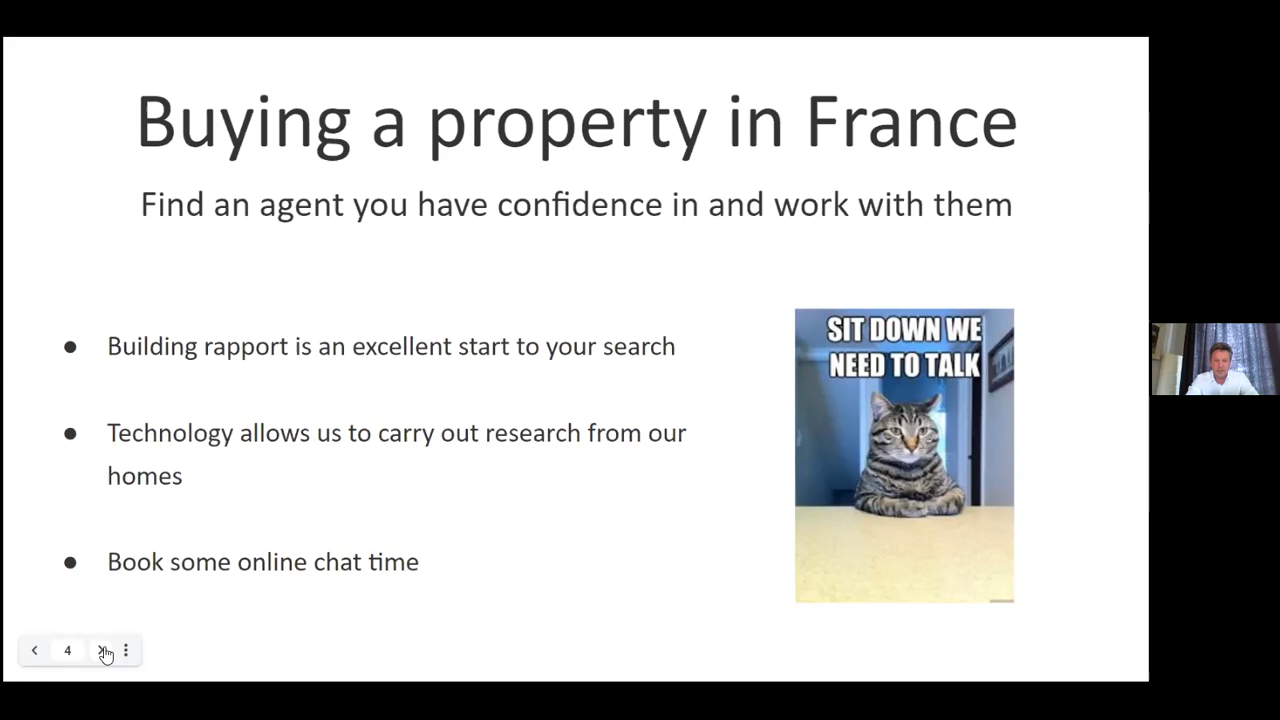 Buying a property in France
Find an agent you have confidence in and work with them
● Building rapport is an excellent start to your search
● Technology allows us to carry out research from our
homes
● Book some online chat time
SIT DOWN WE
NEED TO TALK
4